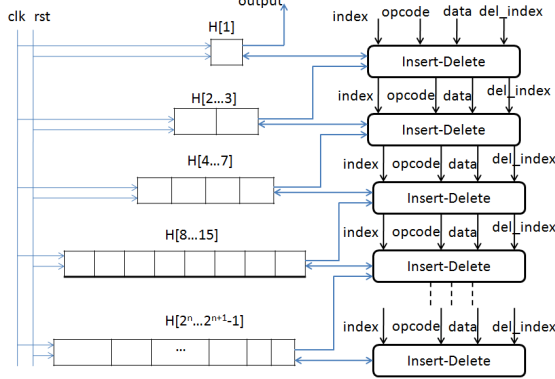 output
clk rst
index opcode data del_index
H[1]
Insert-Delete
index opcode data del_index
H[2...3]
Insert-Delete
index opcode data del_index
H[4...7]
Insert-Delete
index opcode data del_index
H[8...15]
Insert-Delete
H[2ⁿ...2ⁿ⁺¹-1]
index opcode data del_index
...
Insert-Delete